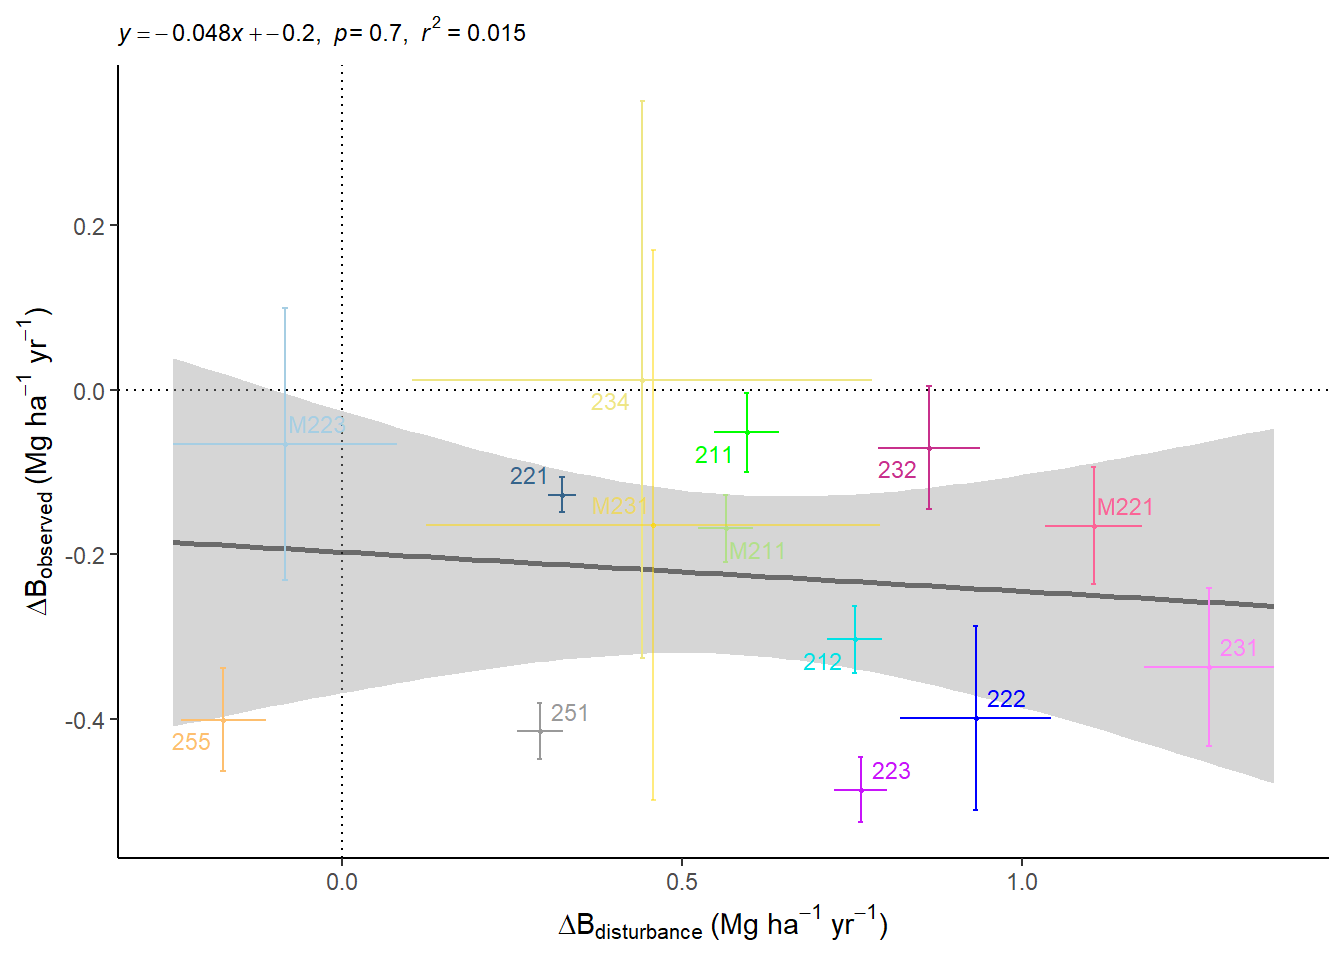 y = −0.048x + −0.2, p = 0.7, r² = 0.015
ΔBobserved (Mg ha⁻¹ yr⁻¹)
0.2
0.0
-0.2
-0.4
234
M223
211
232
221
M231
M221
M211
231
212
222
251
255
223
0.0 0.5 1.0
ΔBdisturbance (Mg ha⁻¹ yr⁻¹)